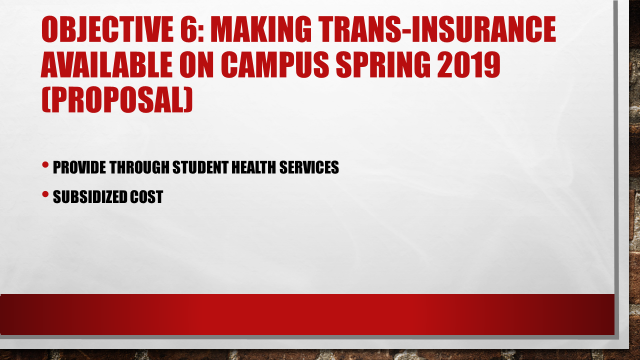 OBJECTIVE 6: MAKING TRANS-INSURANCE
AVAILABLE ON CAMPUS SPRING 2019
(PROPOSAL)
• PROVIDE THROUGH STUDENT HEALTH SERVICES
• SUBSIDIZED COST